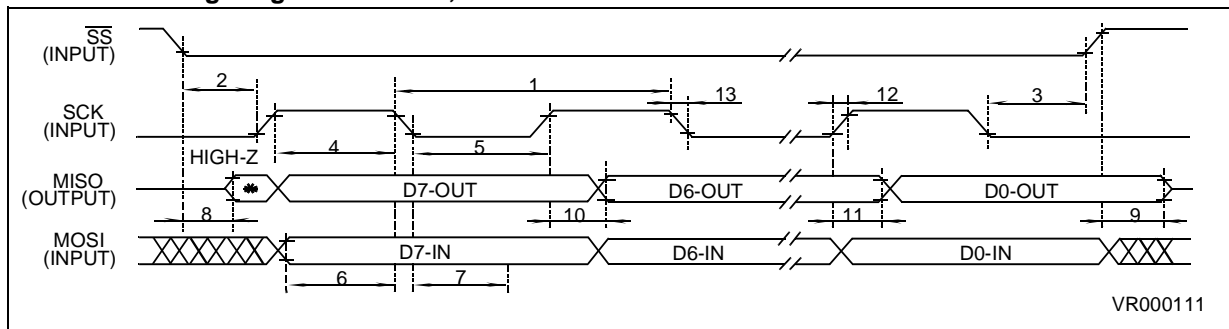 SS
(INPUT)
2
1
13
12
3
SCK
(INPUT)
4
5
HIGH-Z
MISO
(OUTPUT)
D7-OUT
D6-OUT
D0-OUT
8
10
11
9
MOSI
(INPUT)
D7-IN
D6-IN
D0-IN
6
7
VR000111